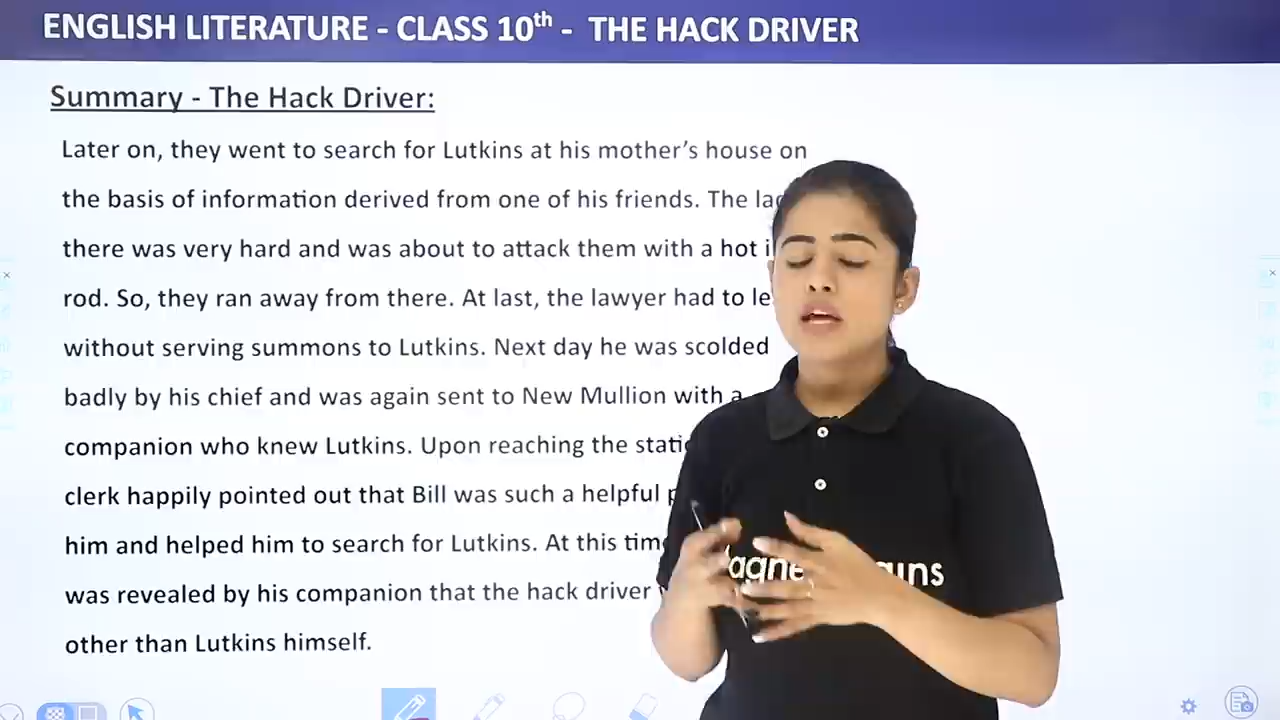 ENGLISH LITERATURE - CLASS 10th - THE HACK DRIVER
Summary - The Hack Driver:
Later on, they went to search for Lutkins at his mother’s house on
the basis of information derived from one of his friends. The
there was very hard and was about to attack them with a hot
rod. So, they ran away from there. At last, the lawyer had to
without serving summons to Lutkins. Next day he was scolded
badly by his chief and was again sent to New Mullion with a
companion who knew Lutkins. Upon reaching the
clerk happily pointed out that Bill was such a helpful
him and helped him to search for Lutkins. At this
was revealed by his companion that the hack driver
other than Lutkins himself.